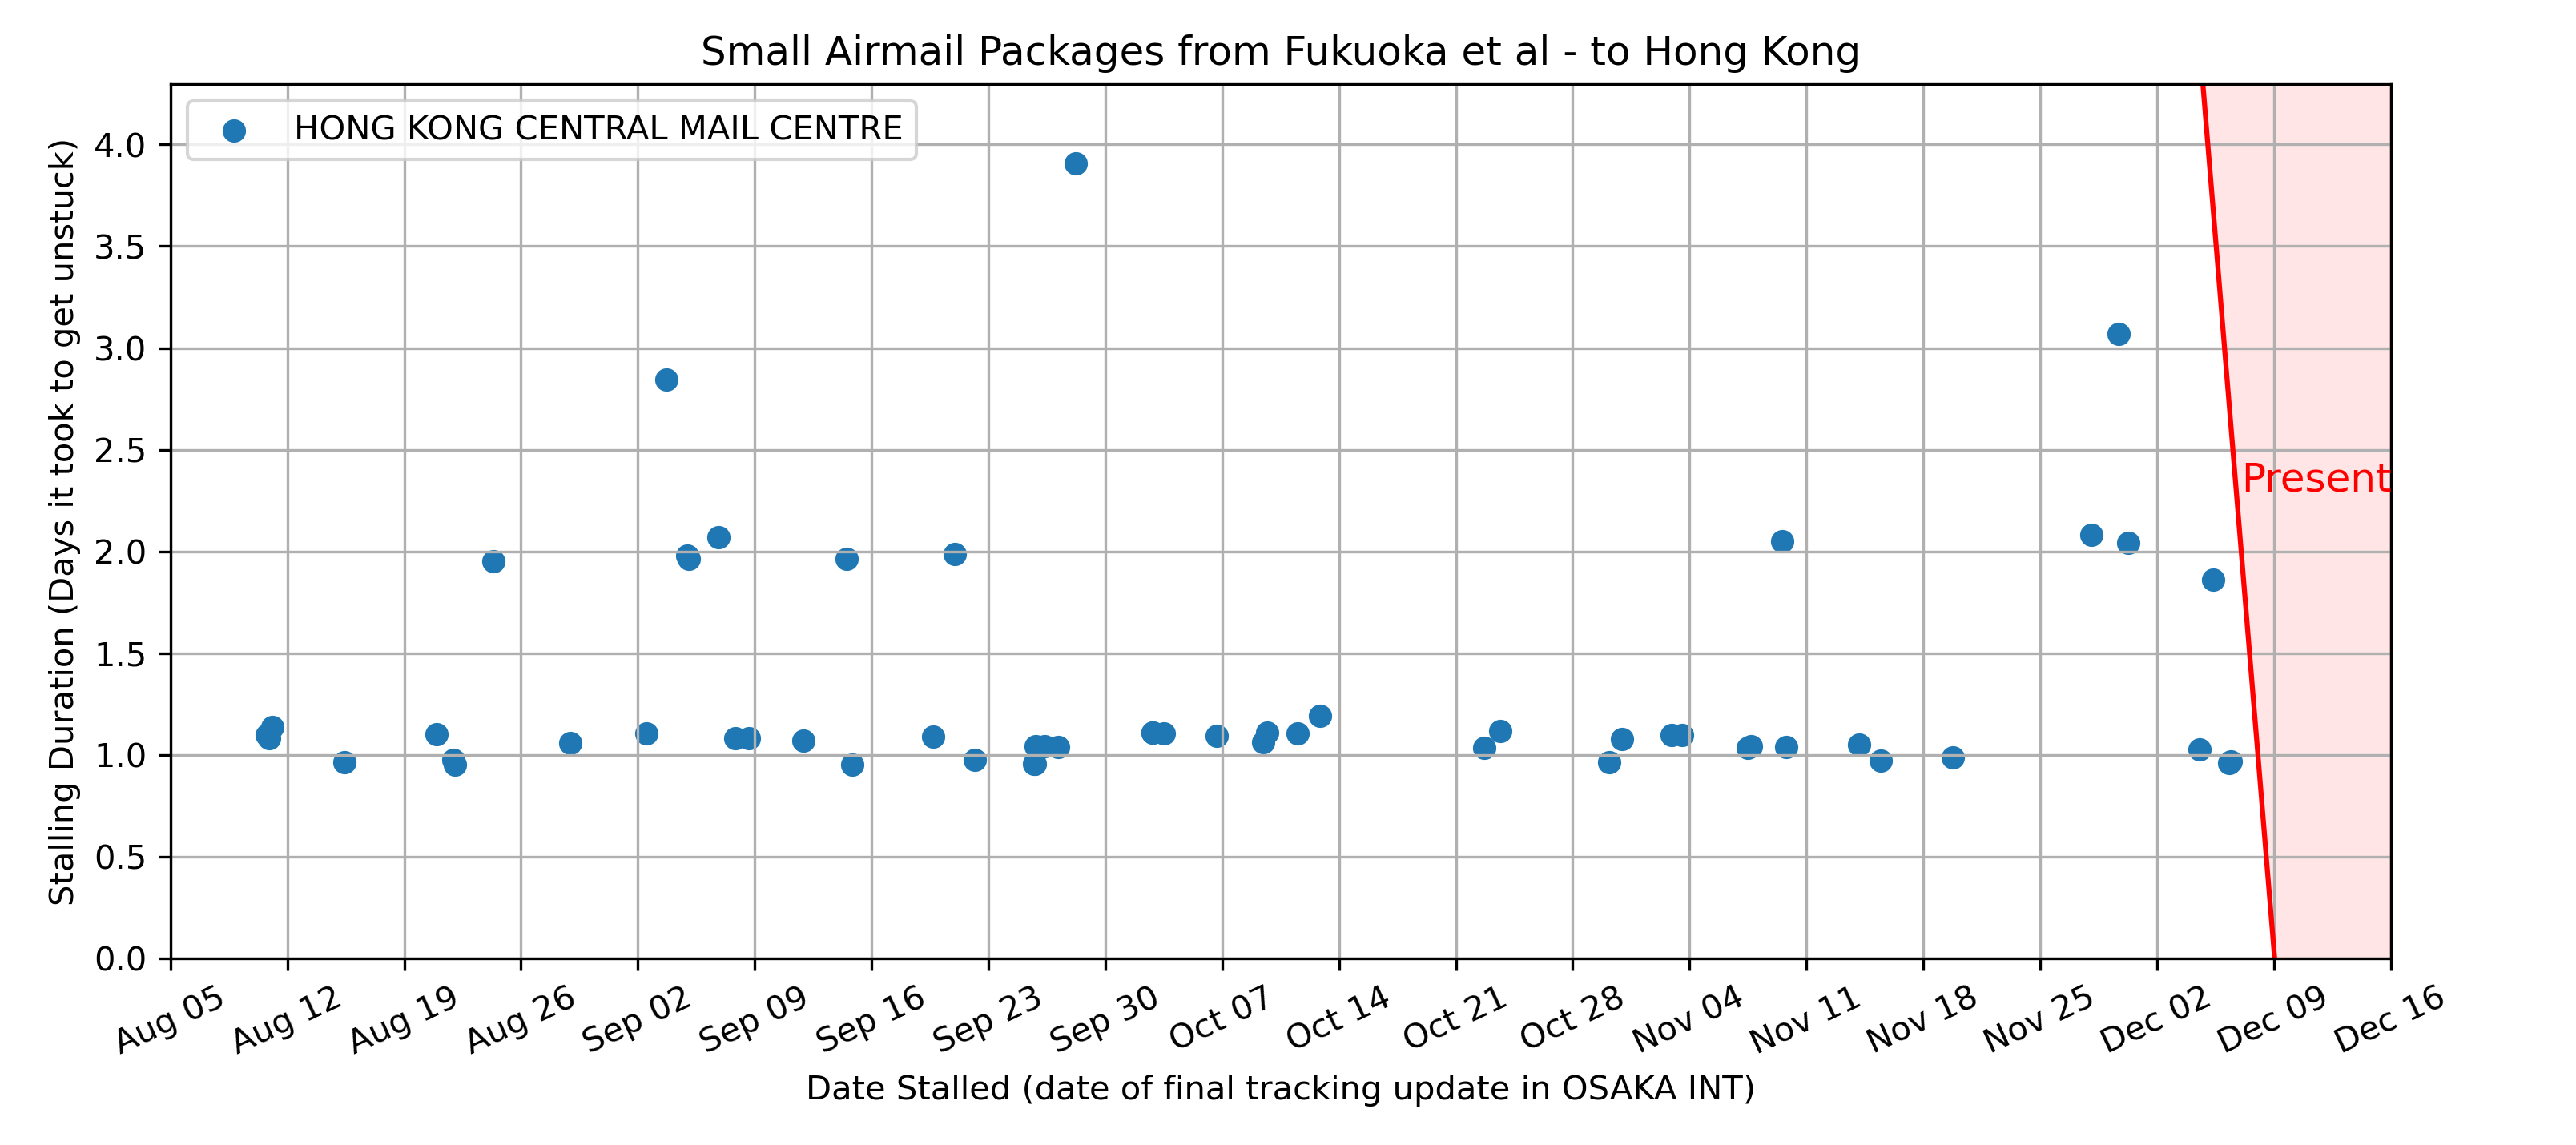 Small Airmail Packages from Fukuoka et al - to Hong Kong
HONG KONG CENTRAL MAIL CENTRE
Stalling Duration (Days it took to get unstuck)
4.0
3.5
3.0
2.5
2.0
1.5
1.0
0.5
0.0
Present
Aug 05 Aug 12 Aug 19 Aug 26 Sep 02 Sep 09 Sep 16 Sep 23 Sep 30 Oct 07 Oct 14 Oct 21 Oct 28 Nov 04 Nov 11 Nov 18 Nov 25 Dec 02 Dec 09 Dec 16
Date Stalled (date of final tracking update in OSAKA INT)